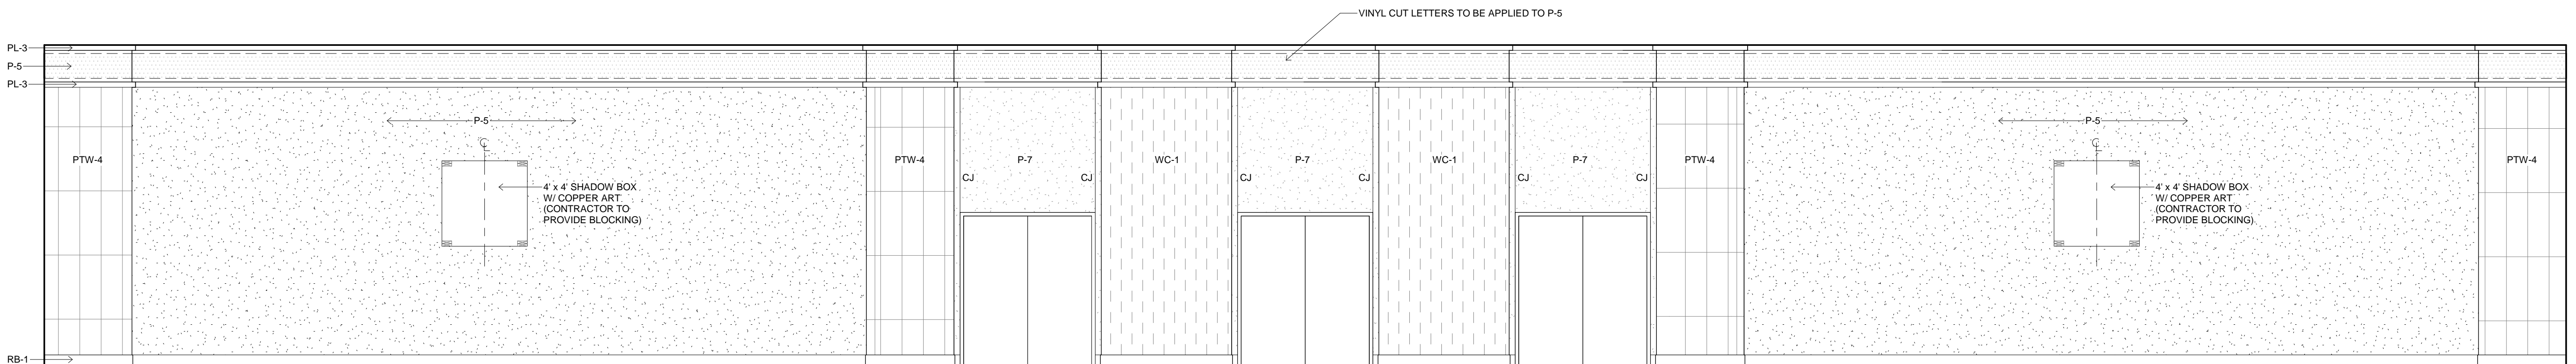 VINYL CUT LETTERS TO BE APPLIED TO P-5
PL-3
P-5
PL-3
P-5
P-5
CL
CL
PTW-4
PTW-4
P-7
WC-1
P-7
WC-1
P-7
PTW-4
PTW-4
CJ
CJ
CJ
CJ
CJ
4' x 4' SHADOW BOX
W/ COPPER ART
(CONTRACTOR TO
PROVIDE BLOCKING)
4' x 4' SHADOW BOX
W/ COPPER ART
(CONTRACTOR TO
PROVIDE BLOCKING)
CJ
RB-1